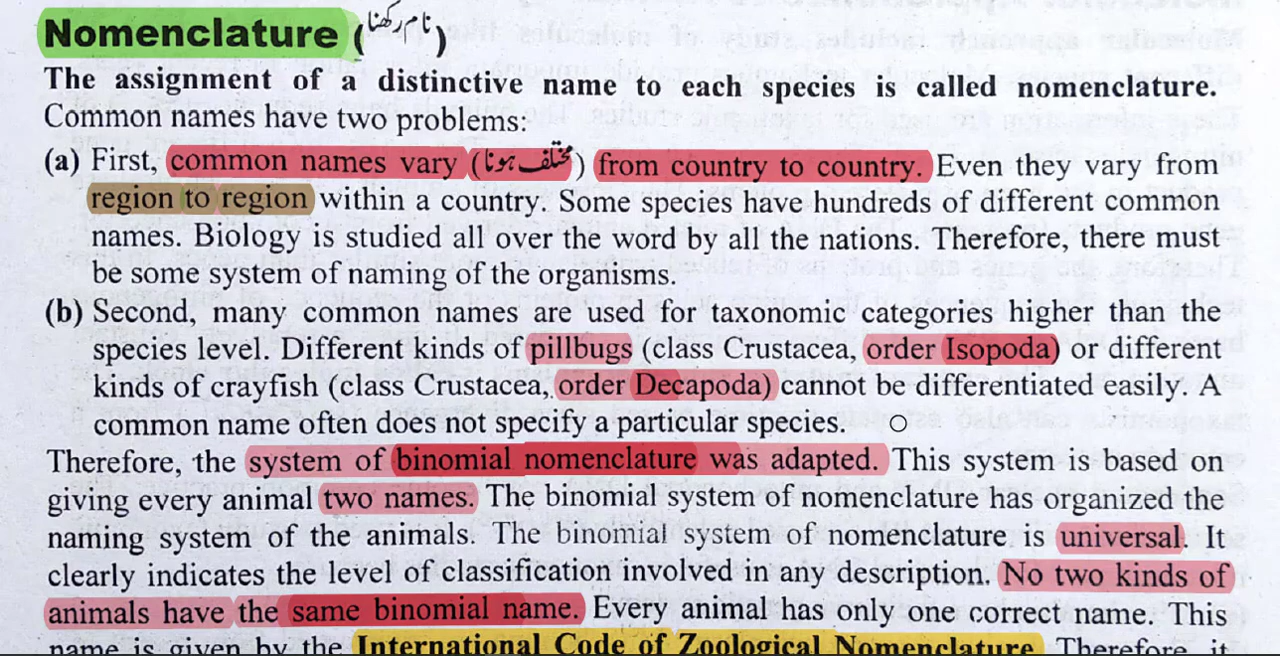 Nomenclature (نام رکھنا)
The assignment of a distinctive name to each species is called nomenclature.
Common names have two problems:
(a) First, common names vary (مختلف ہونا) from country to country. Even they vary from
region to region within a country. Some species have hundreds of different common
names. Biology is studied all over the word by all the nations. Therefore, there must
be some system of naming of the organisms.
(b) Second, many common names are used for taxonomic categories higher than the
species level. Different kinds of pillbugs (class Crustacea, order Isopoda) or different
kinds of crayfish (class Crustacea, order Decapoda) cannot be differentiated easily. A
common name often does not specify a particular species.
Therefore, the system of binomial nomenclature was adapted. This system is based on
giving every animal two names. The binomial system of nomenclature has organized the
naming system of the animals. The binomial system of nomenclature is universal. It
clearly indicates the level of classification involved in any description. No two kinds of
animals have the same binomial name. Every animal has only one correct name. This
name is given by the International Code of Zoological Nomenclature. Therefore, it